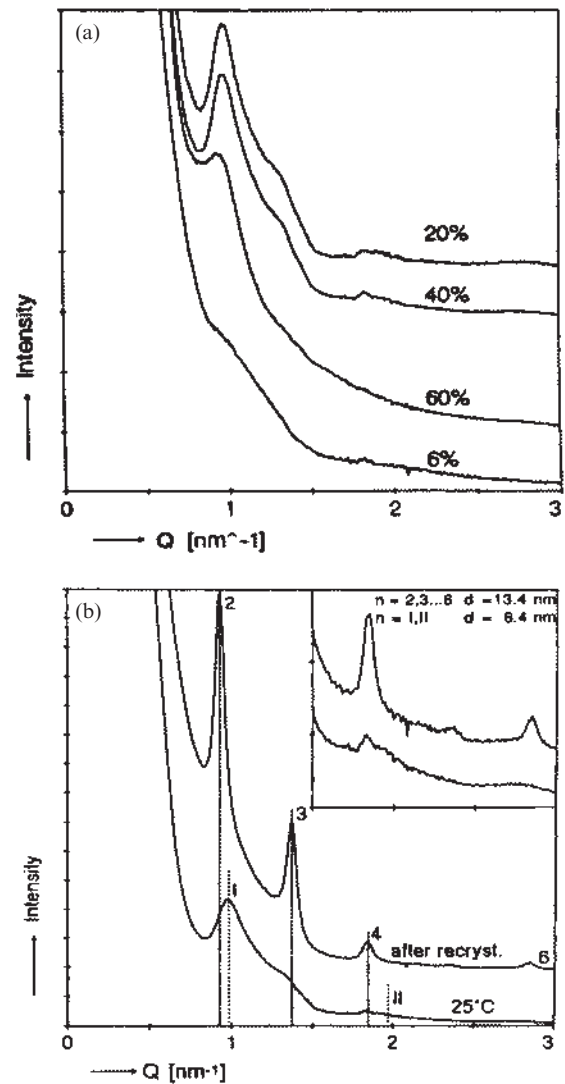 (a)
20%
40%
60%
6%
Intensity
0 1 2 3
Q [nm^-1]
(b)
2
n = 2,3...6 d =13.4 nm
n = I,II d = 6.4 nm
3
I
4
after recryst.
6
II
25°C
Intensity
0 1 2 3
Q [nm-1]